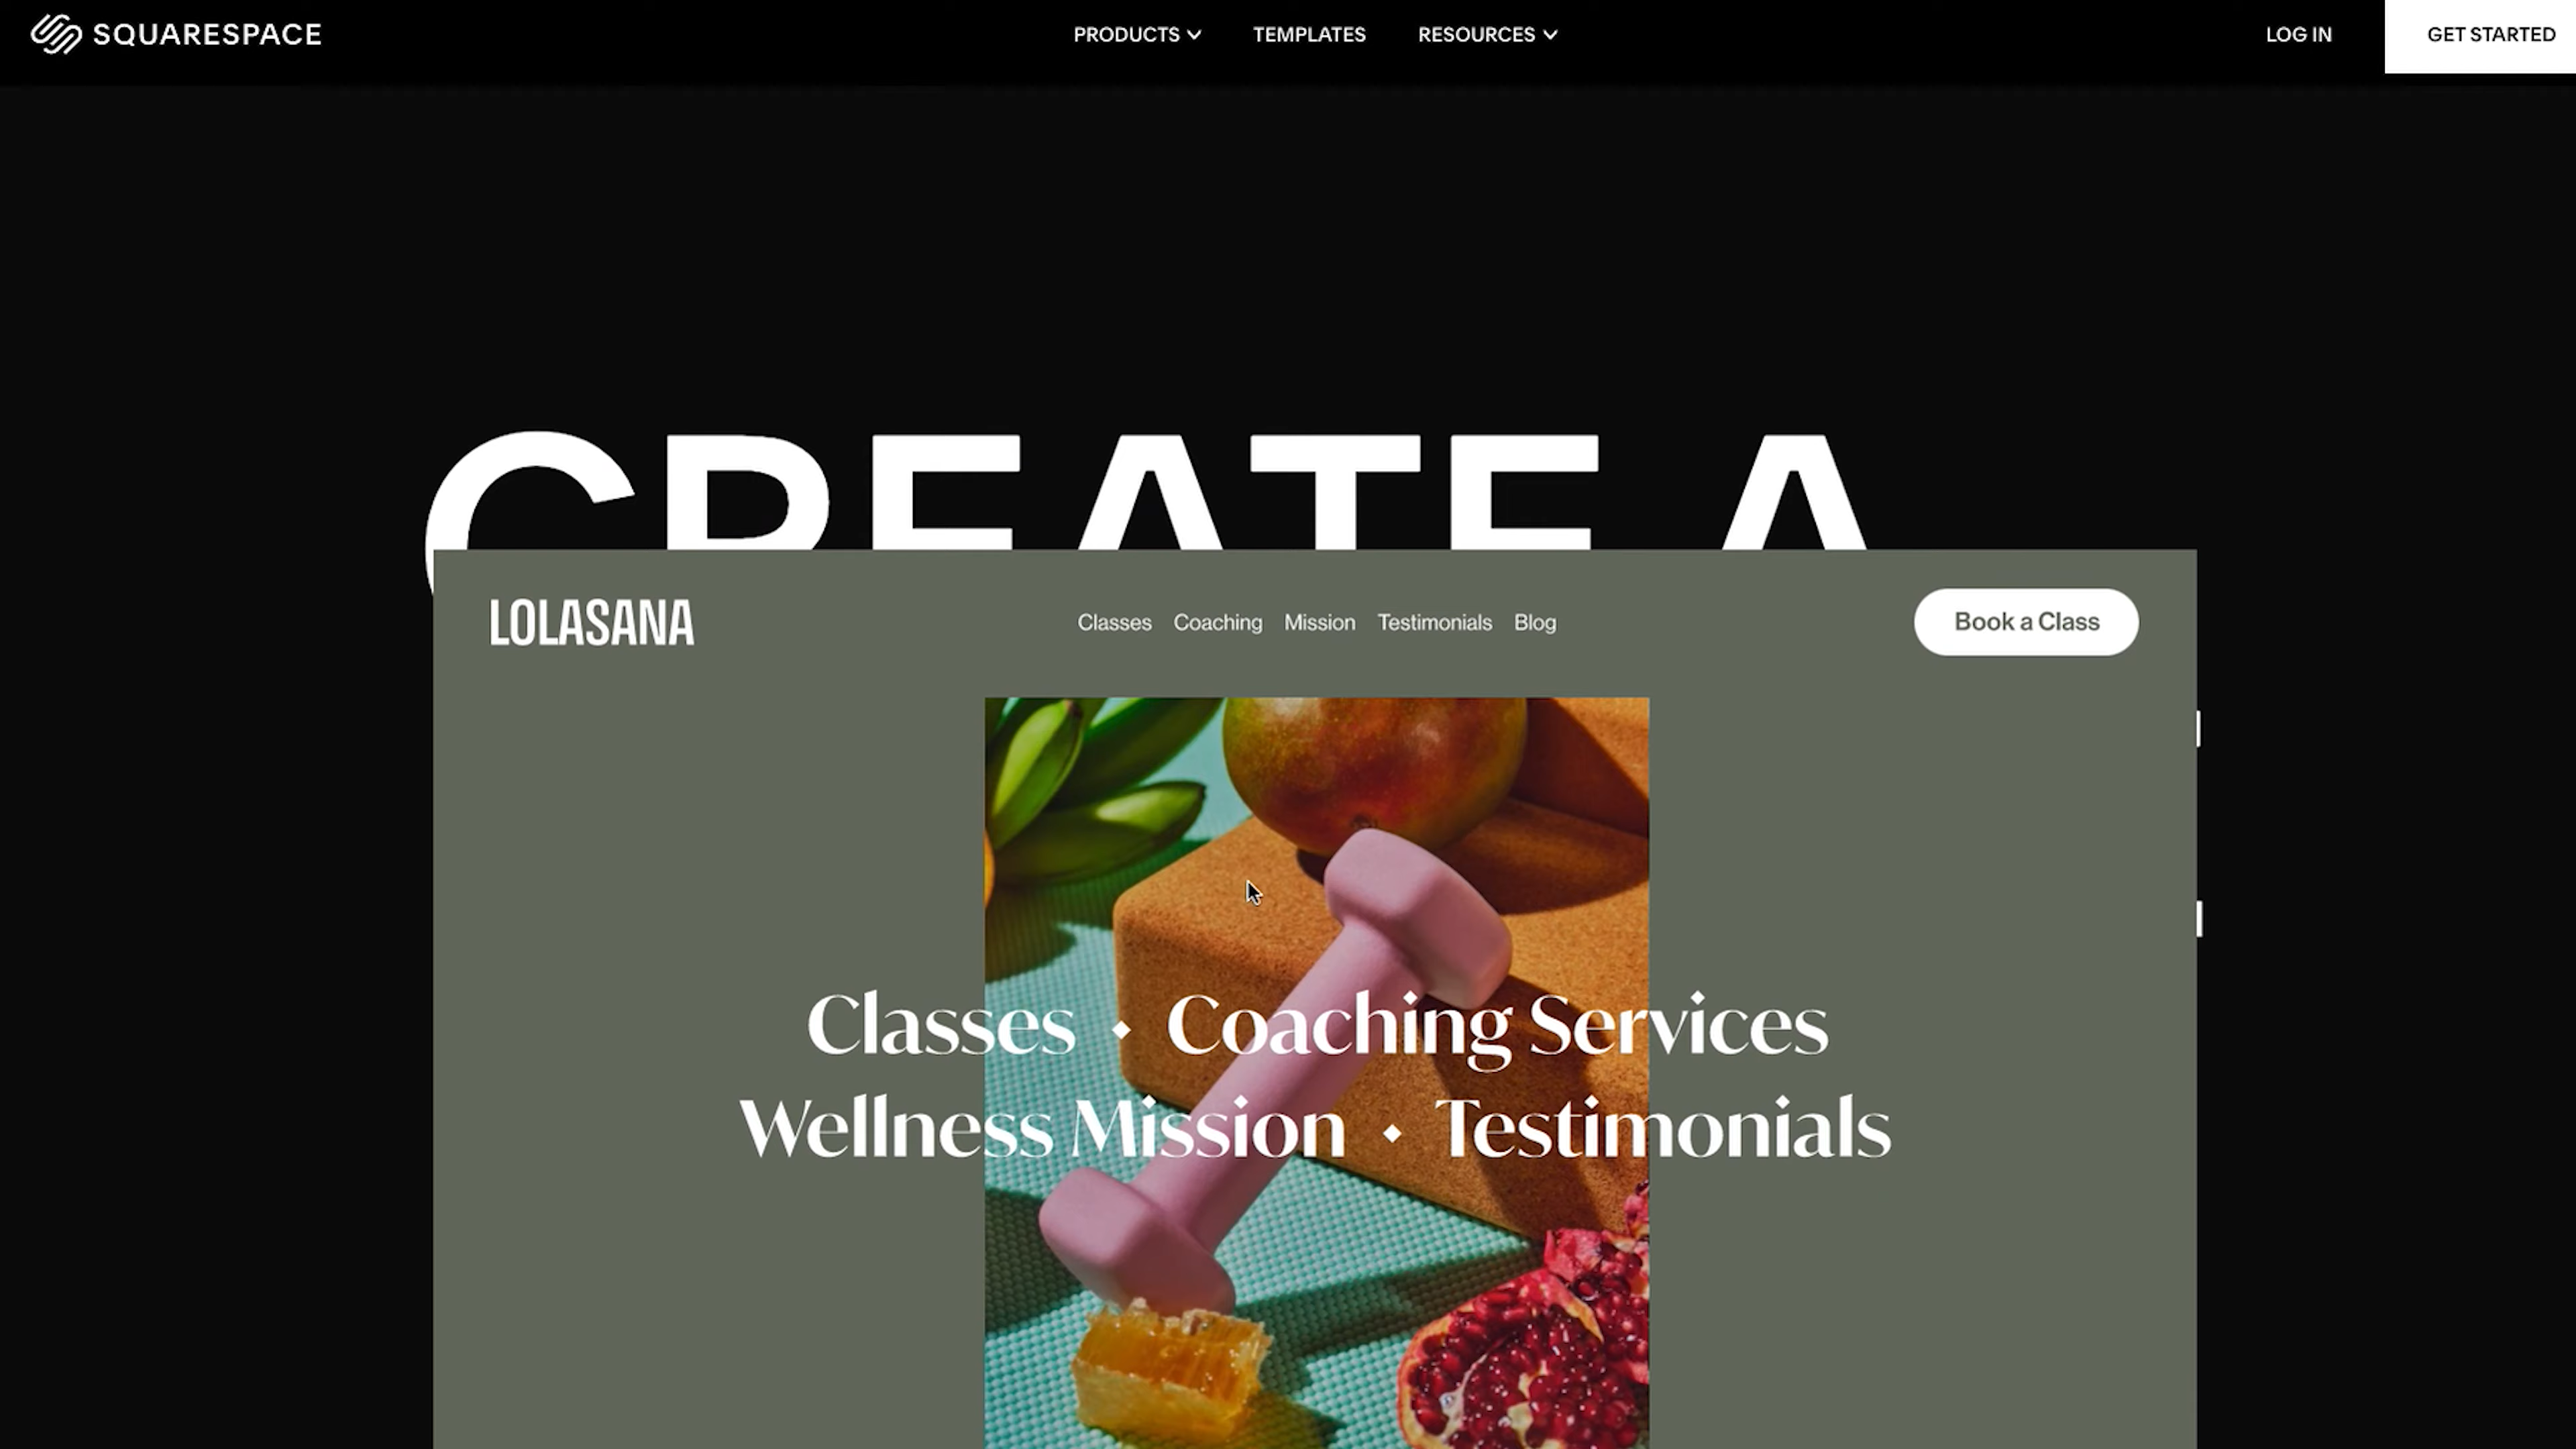 SQUARESPACE
PRODUCTS
TEMPLATES
RESOURCES
LOG IN
GET STARTED
CREATE A
LOLASANA
Classes
Coaching
Mission
Testimonials
Blog
Book a Class
Classes • Coaching Services
Wellness Mission • Testimonials